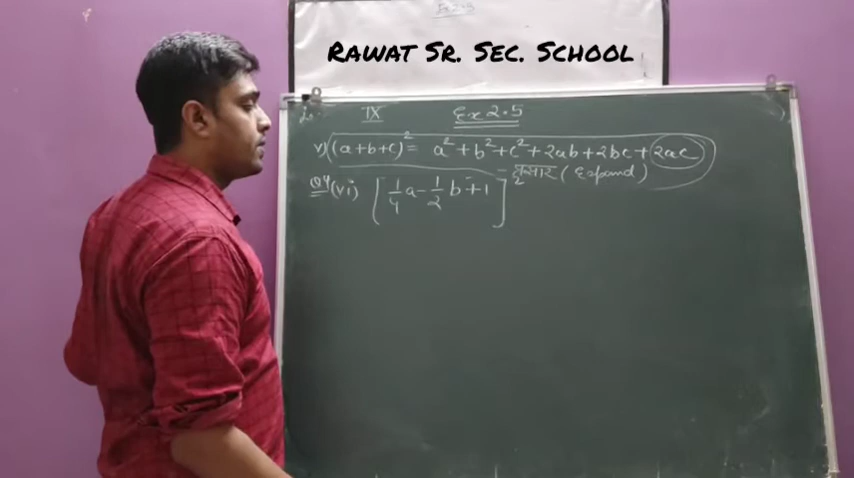 Rawat Sr. Sec. School
IX Ex 2.5
v) (a+b+c)² = a²+b²+c²+2ab+2bc+2ac
Q4 (vi) [1/4 a - 1/2 b + 1]² प्रसार (Expand)